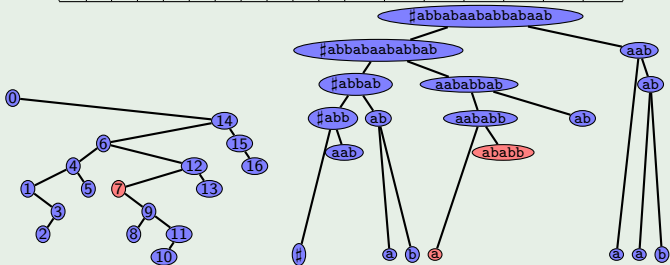 ♯abbabaababbabaab
♯abbabaababbab aab
♯abbab aababbab ab
0
14 ♯abb ab aababb ab
6 15 aab ababb
4 12 16
1 5 7 13
3 9
2 8 11
10 ♯ a b a a a b